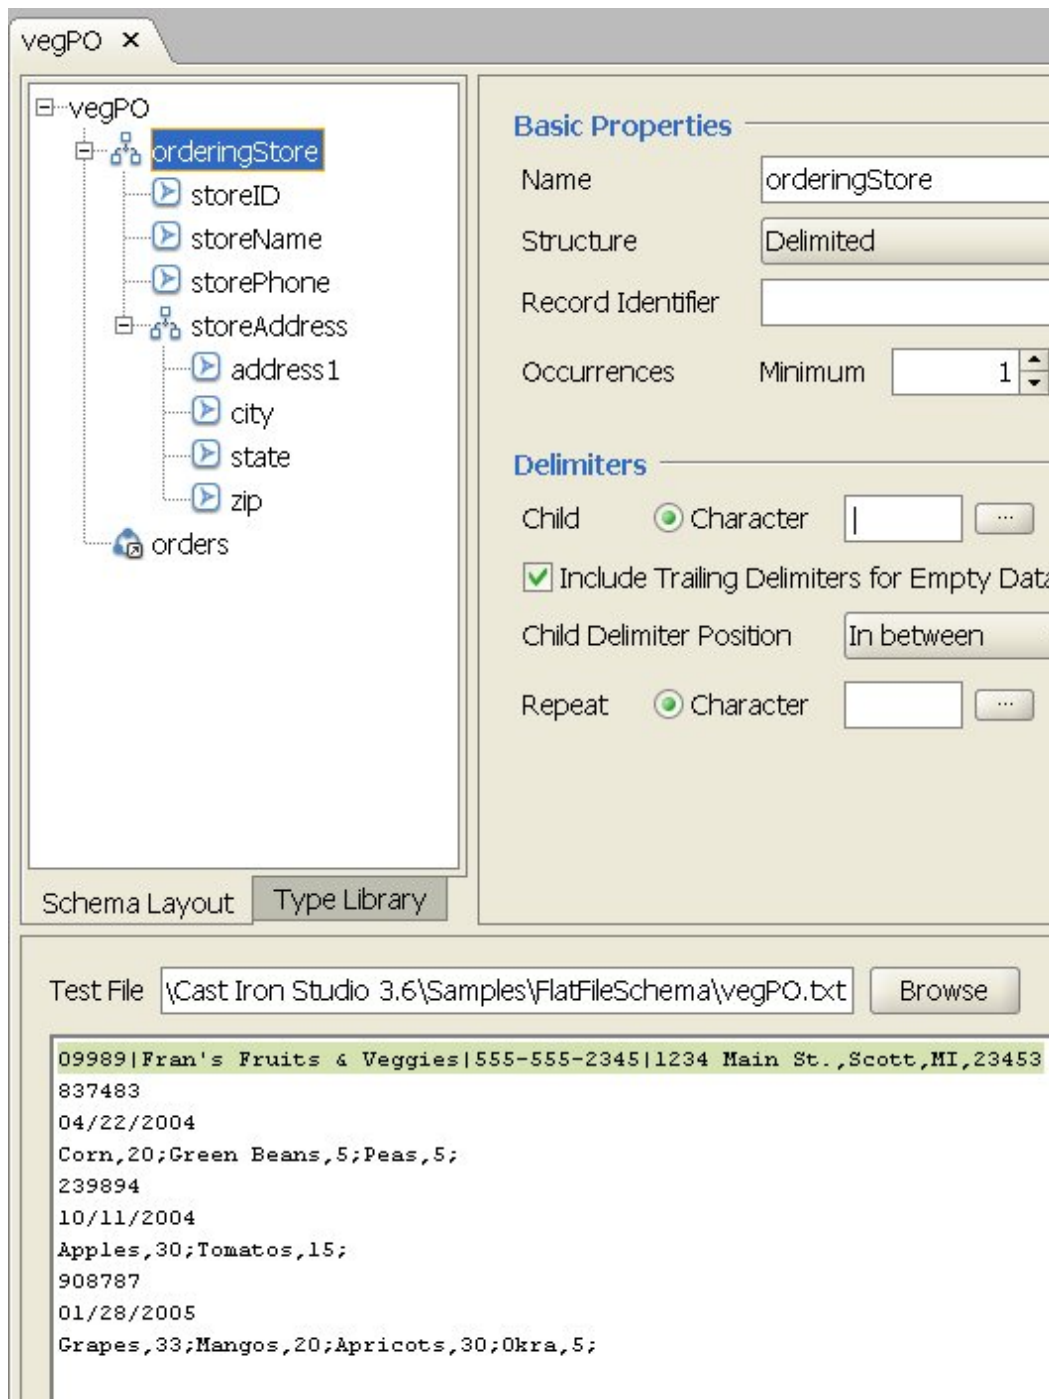 vegPO
vegPO
orderingStore
storeID
storeName
storePhone
storeAddress
address1
city
state
zip
orders
Schema Layout
Type Library
Basic Properties
Name orderingStore
Structure Delimited
Record Identifier
Occurrences Minimum 1
Delimiters
Child Character | ...
Include Trailing Delimiters for Empty Data
Child Delimiter Position In between
Repeat Character ...
Test File \Cast Iron Studio 3.6\Samples\FlatFileSchema\vegPO.txt Browse
09989|Fran's Fruits & Veggies|555-555-2345|1234 Main St.,Scott,MI,23453
837483
04/22/2004
Corn,20;Green Beans,5;Peas,5;
239894
10/11/2004
Apples,30;Tomatos,15;
908787
01/28/2005
Grapes,33;Mangos,20;Apricots,30;Okra,5;